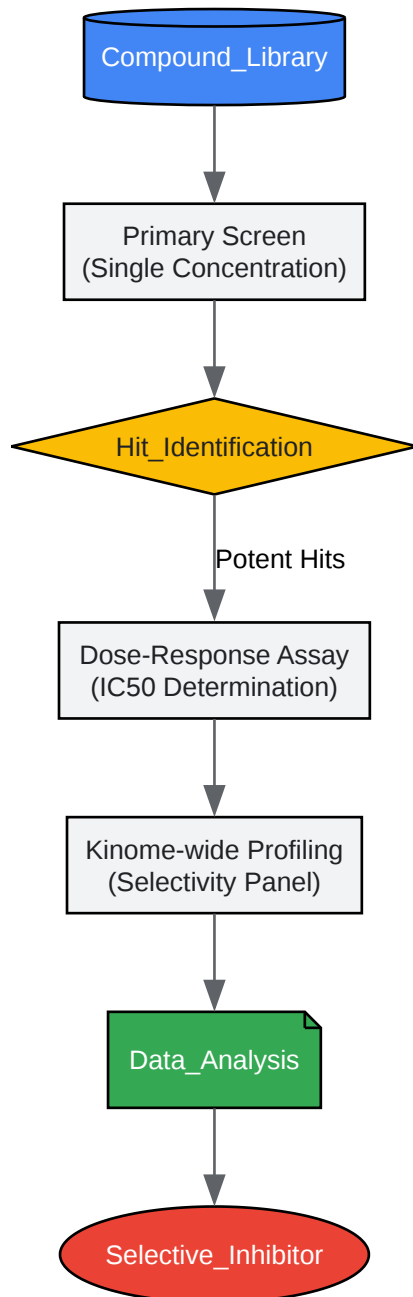 Compound_Library
Primary Screen
(Single Concentration)
Hit_Identification
Potent Hits
Dose-Response Assay
(IC50 Determination)
Kinome-wide Profiling
(Selectivity Panel)
Data_Analysis
Selective_Inhibitor